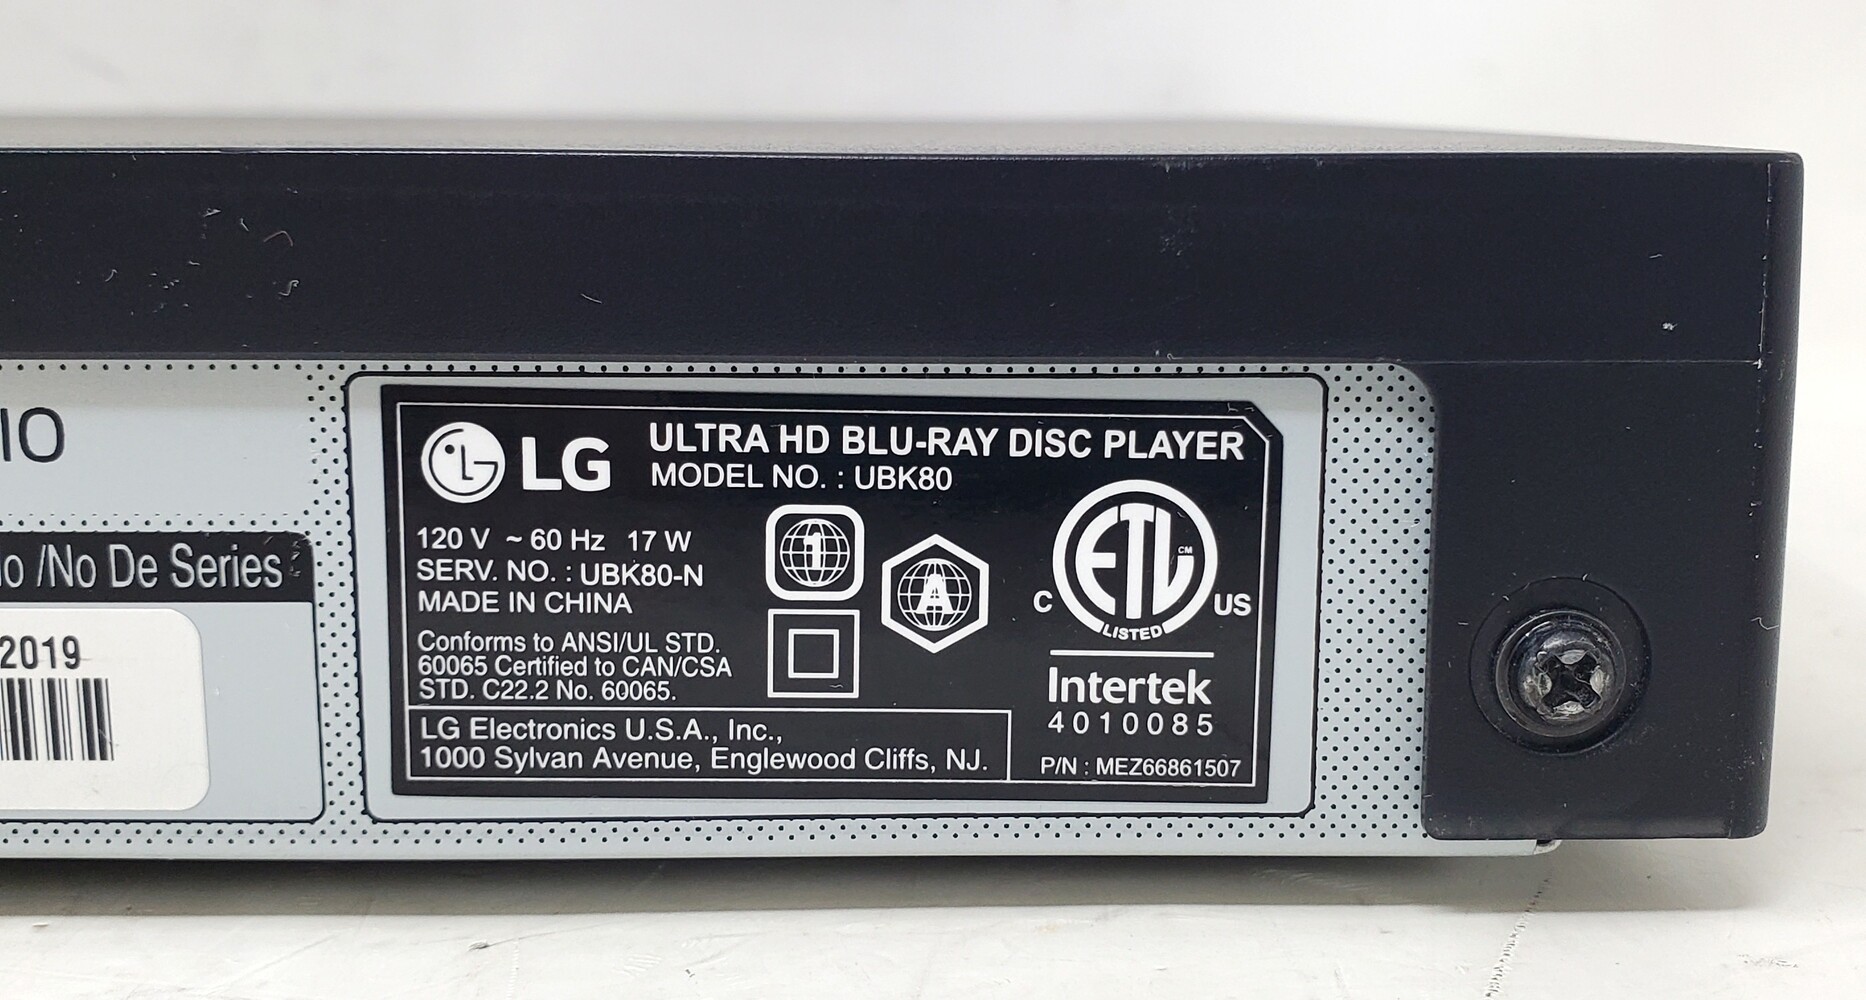 IO
No De Series
2019
LG
ULTRA HD BLU-RAY DISC PLAYER
MODEL NO. : UBK80
120 V ~ 60 Hz 17 W
SERV. NO. : UBK80-N
MADE IN CHINA
Conforms to ANSI/UL STD.
60065 Certified to CAN/CSA
STD. C22.2 No. 60065.
LG Electronics U.S.A., Inc.,
1000 Sylvan Avenue, Englewood Cliffs, NJ.
1
A
ETL CM
C US
LISTED
Intertek
4010085
P/N : MEZ66861507